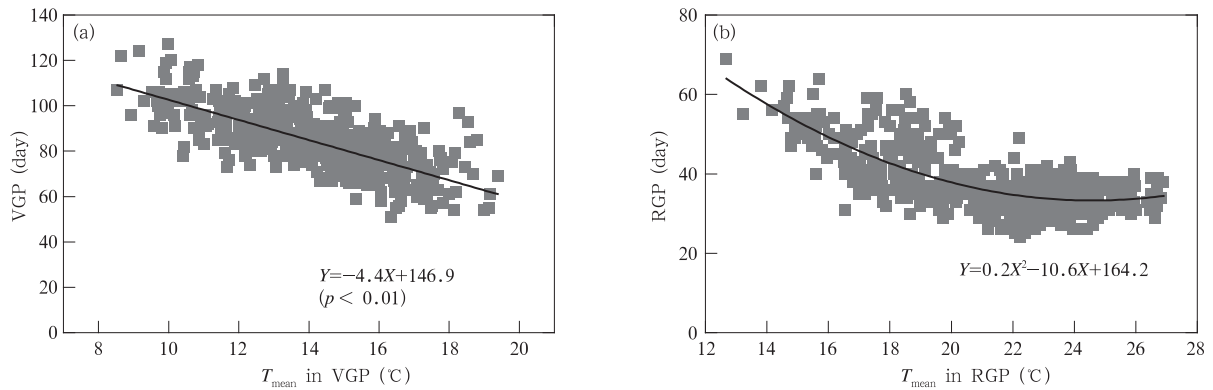 (a)
140
120
100
80
60
40
20
0
VGP (day)
Y=−4.4X+146.9
(p < 0.01)
8 10 12 14 16 18 20
Tmean in VGP (℃)
(b)
80
60
40
20
0
RGP (day)
Y=0.2X²−10.6X+164.2
12 14 16 18 20 22 24 26 28
Tmean in RGP (℃)